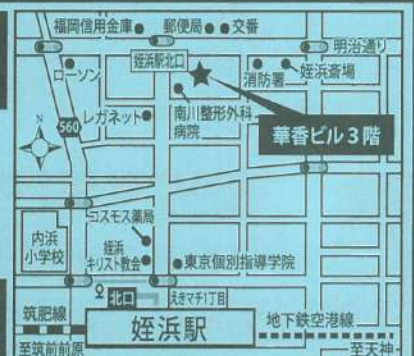 福岡信用金庫
郵便局
交番
明治通り
姪浜駅北口
ローソン
消防署
姪浜斎場
レガネット
南川整形外科
病院
華香ビル3階
N
560
コスモス薬局
内浜
小学校
姪浜
キリスト教会
東京個別指導学院
北口
えきマチ1丁目
筑肥線
姪浜駅
地下鉄空港線
至筑前前原
至天神